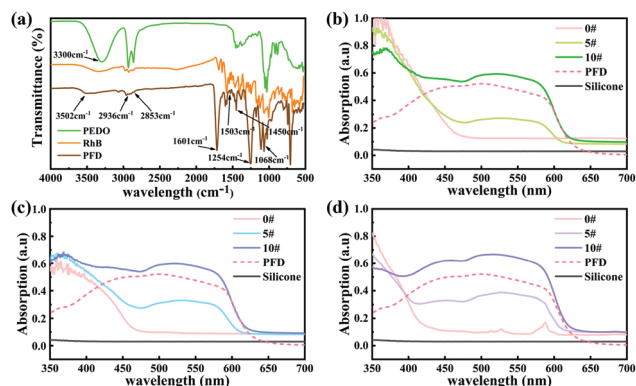 (a)
Transmittance (%)
3300cm-1
3502cm-1
2936cm-1
2853cm-1
1503cm-1
1450cm-1
1601cm-1
1254cm-1
1068cm-1
PEDO
RhB
PFD
4000 3500 3000 2500 2000 1500 1000 500
wavelength (cm-1)
(b)
Absorption (a.u)
1.0
0.8
0.6
0.4
0.2
0.0
0#
5#
10#
PFD
Silicone
350 400 450 500 550 600 650 700
wavelength (nm)
(c)
Absorption (a.u)
1.0
0.8
0.6
0.4
0.2
0.0
0#
5#
10#
PFD
Silicone
350 400 450 500 550 600 650 700
wavelength (nm)
(d)
Absorption (a.u)
1.0
0.8
0.6
0.4
0.2
0.0
0#
5#
10#
PFD
Silicone
350 400 450 500 550 600 650 700
wavelength (nm)